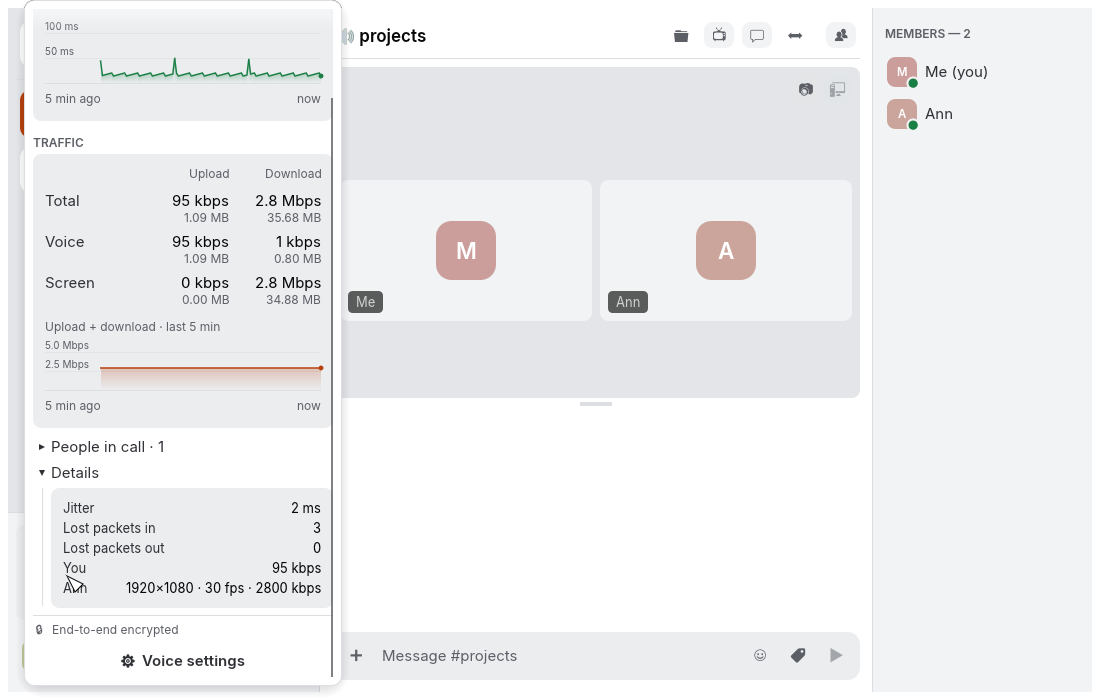 100 ms
50 ms
5 min ago now
TRAFFIC
Upload Download
Total 95 kbps 2.8 Mbps
1.09 MB 35.68 MB
Voice 95 kbps 1 kbps
1.09 MB 0.80 MB
Screen 0 kbps 2.8 Mbps
0.00 MB 34.88 MB
Upload + download · last 5 min
5.0 Mbps
2.5 Mbps
5 min ago now
People in call · 1
Details
Jitter 2 ms
Lost packets in 3
Lost packets out 0
You 95 kbps
Ann 1920×1080 · 30 fps · 2800 kbps
End-to-end encrypted
Voice settings
projects
M
Me
A
Ann
Message #projects
MEMBERS — 2
M Me (you)
A Ann